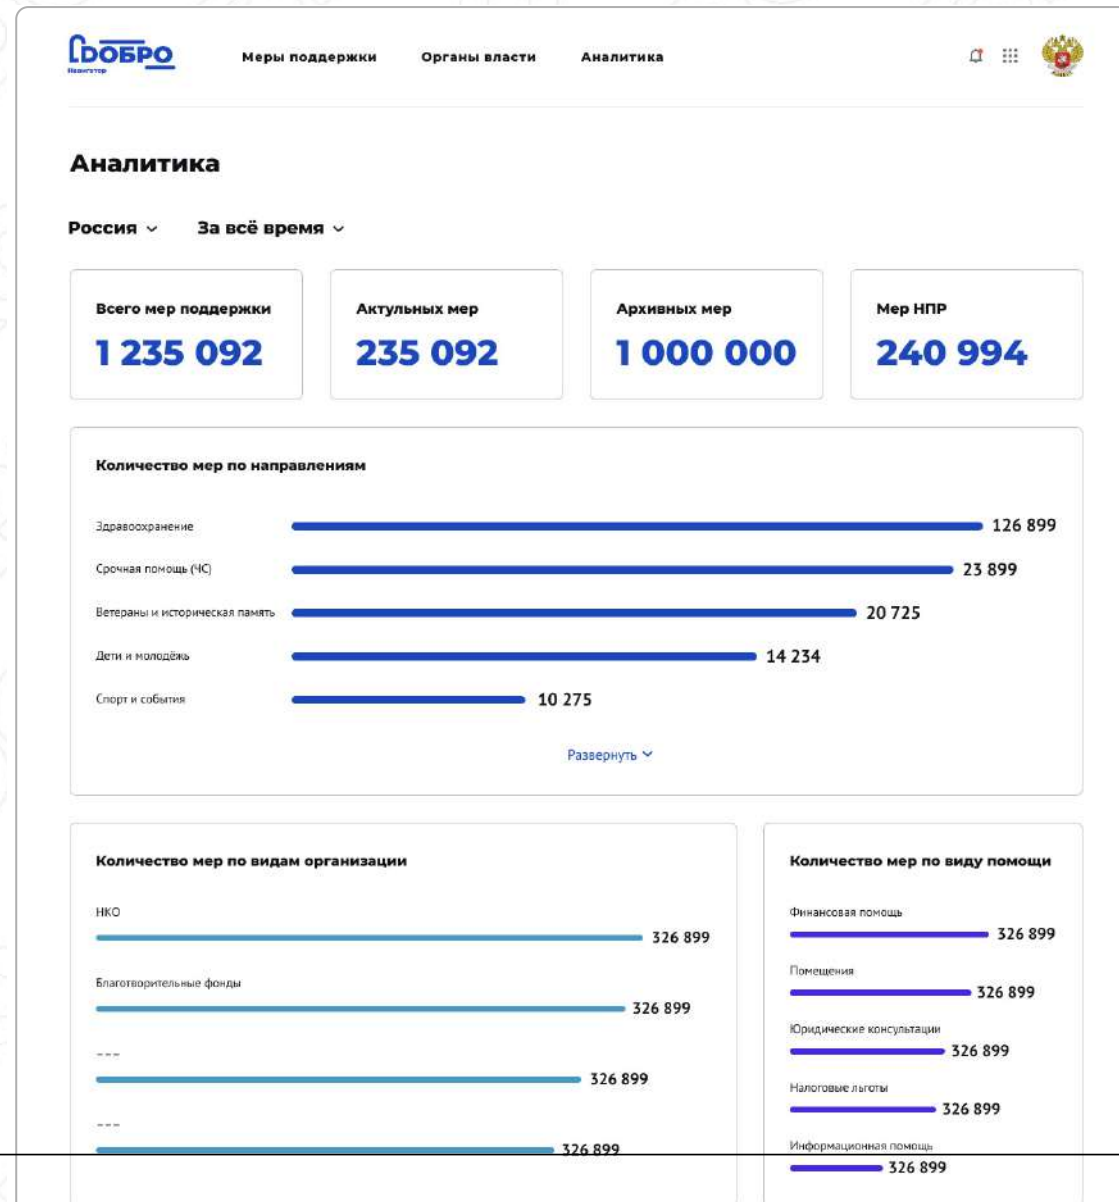 ДОБРО
Навигатор
Меры поддержки
Органы власти
Аналитика
Аналитика
Россия
За всё время
Всего мер поддержки
1 235 092
Актульных мер
235 092
Архивных мер
1 000 000
Мер НПР
240 994
Количество мер по направлениям
Здравоохранение 126 899
Срочная помощь (ЧС) 23 899
Ветераны и историческая память 20 725
Дети и молодёжь 14 234
Спорт и события 10 275
Развернуть
Количество мер по видам организации
НКО
326 899
Благотворительные фонды
326 899
---
326 899
---
326 899
Количество мер по виду помощи
Финансовая помощь
326 899
Помещения
326 899
Юридические консультации
326 899
Налоговые льготы
326 899
Информационная помощь
326 899